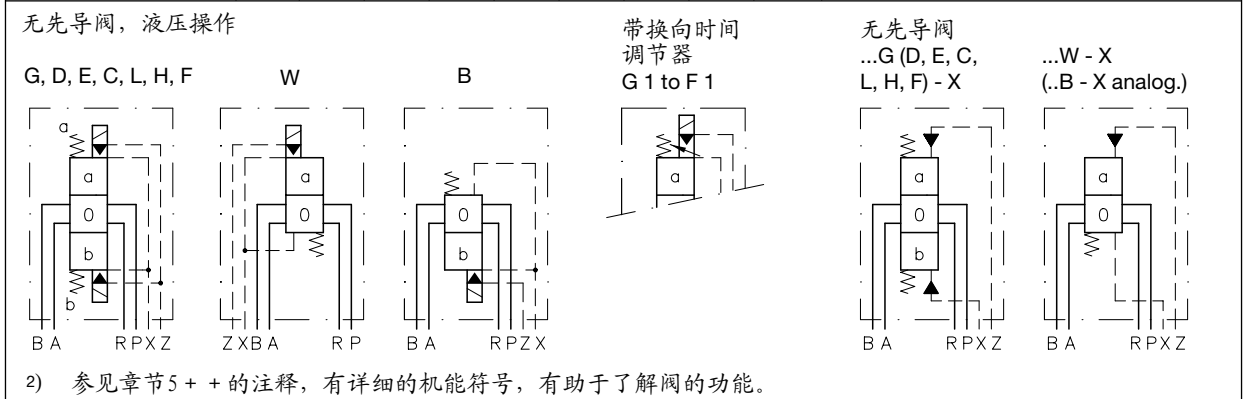 无先导阀，液压操作
G, D, E, C, L, H, F
W
B
带换向时间
调节器
G 1 to F 1
无先导阀
...G (D, E, C,
L, H, F) - X
...W - X
(..B - X analog.)
a
a
0
b
b
B A R P X Z
a
0
Z X B A R P
0
b
B A R P Z X
a
a
0
b
B A R P X Z
a
0
B A R P X Z
2) 参见章节5 + + 的注释，有详细的机能符号，有助于了解阀的功能。